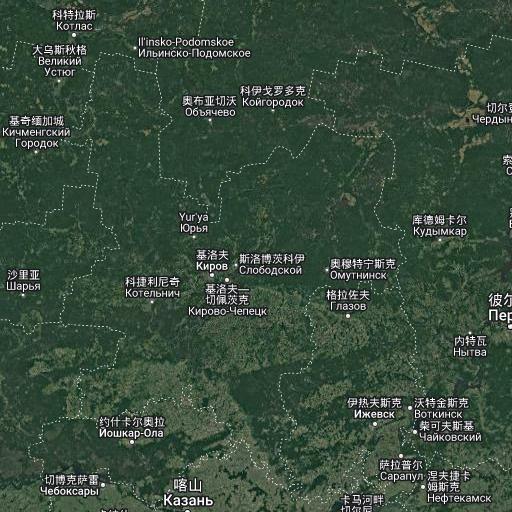 科特拉斯
Котлас
Il'insko-Podomskoe
Ильинско-Подомское
大乌斯秋格
Великий
Устюг
奥布亚切沃
Объячево
科伊戈罗多克
Койгородок
基奇缅加城
Кичменгский
Городок
Чердын
Yur'ya
Юрья
库德姆卡尔
Кудымкар
基洛夫
Киров
斯洛博茨科伊
Слободской
奥穆特宁斯克
Омутнинск
沙里亚
Шарья
科捷利尼奇
Котельнич
基洛夫—
切佩茨克
Кирово-Чепецк
格拉佐夫
Глазов
彼尔
Пер
内特瓦
Нытва
伊热夫斯克
Ижевск
沃特金斯克
Воткинск
柴可夫斯基
Чайковский
约什卡尔奥拉
Йошкар-Ола
萨拉普尔
Сарапул
切博克萨雷
Чебоксары
喀山
Казань
涅夫捷卡
姆斯克
Нефтекамск
卡马河畔